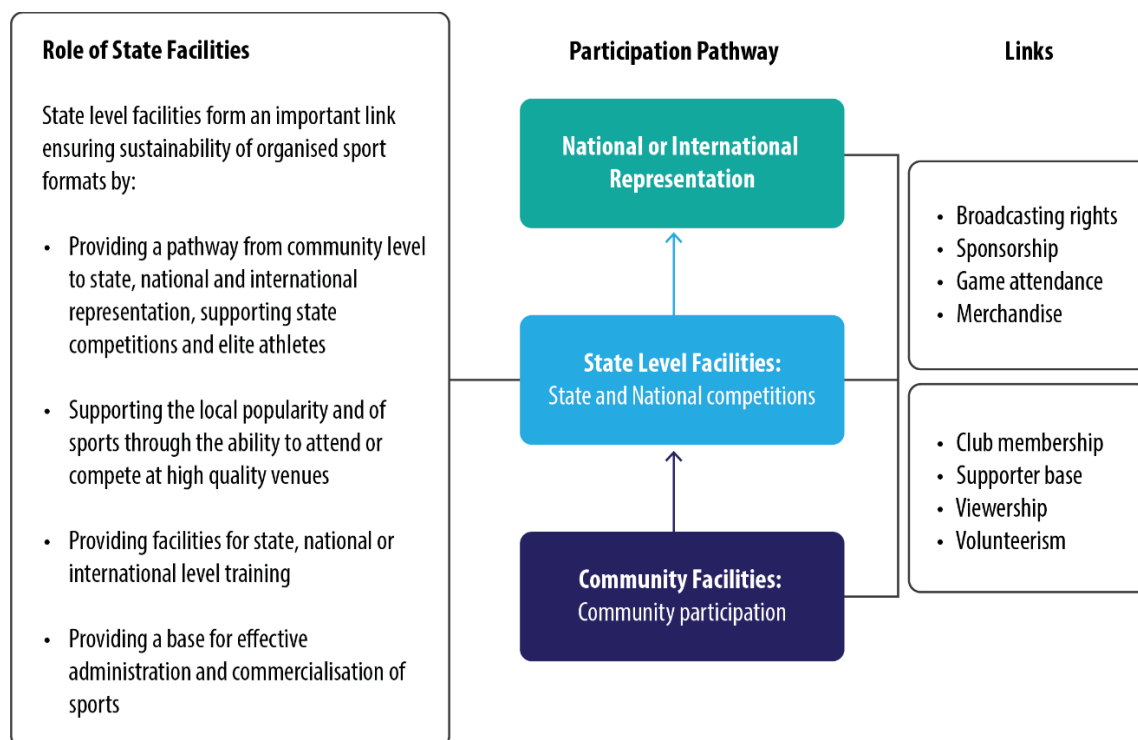 Role of State Facilities
State level facilities form an important link
ensuring sustainability of organised sport
formats by:
• Providing a pathway from community level
to state, national and international
representation, supporting state
competitions and elite athletes
• Supporting the local popularity and of
sports through the ability to attend or
compete at high quality venues
• Providing facilities for state, national or
international level training
• Providing a base for effective
administration and commercialisation of
sports
Participation Pathway
National or International
Representation
State Level Facilities:
State and National competitions
Community Facilities:
Community participation
Links
• Broadcasting rights
• Sponsorship
• Game attendance
• Merchandise
• Club membership
• Supporter base
• Viewership
• Volunteerism